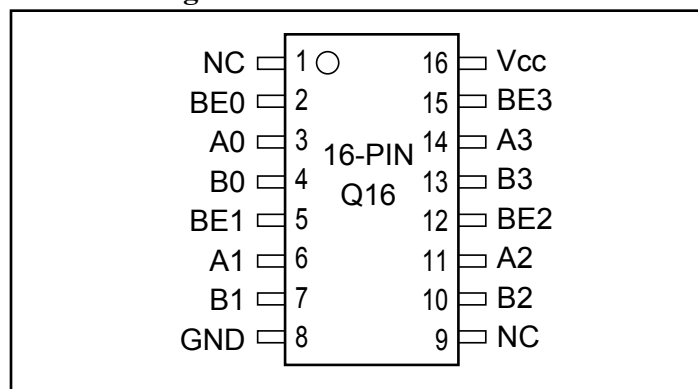 NC 1 16 Vcc
BE0 2 15 BE3
A0 3 14 A3
16-PIN
B0 4 13 B3
Q16
BE1 5 12 BE2
A1 6 11 A2
B1 7 10 B2
GND 8 9 NC